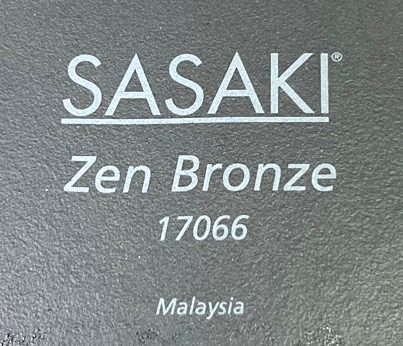 SASAKI®
Zen Bronze
17066
Malaysia